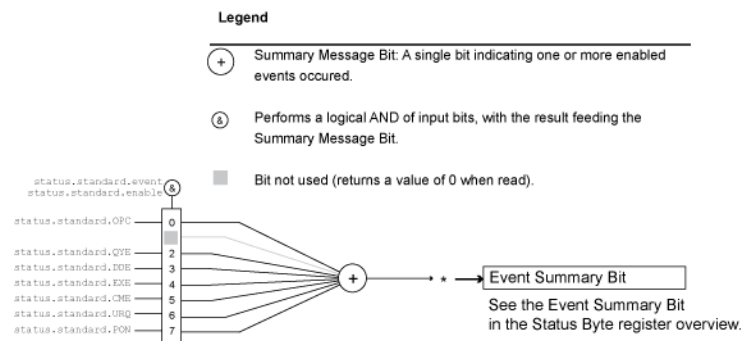 Legend
+
Summary Message Bit: A single bit indicating one or more enabled
events occured.
&
Performs a logical AND of input bits, with the result feeding the
Summary Message Bit.
Bit not used (returns a value of 0 when read).
status.standard.event
status.standard.enable
&
status.standard.OPC 0
status.standard.QYE 2
status.standard.DDE 3
status.standard.EXE 4
status.standard.CME 5
status.standard.URQ 6
status.standard.PON 7
+
* Event Summary Bit
See the Event Summary Bit
in the Status Byte register overview.